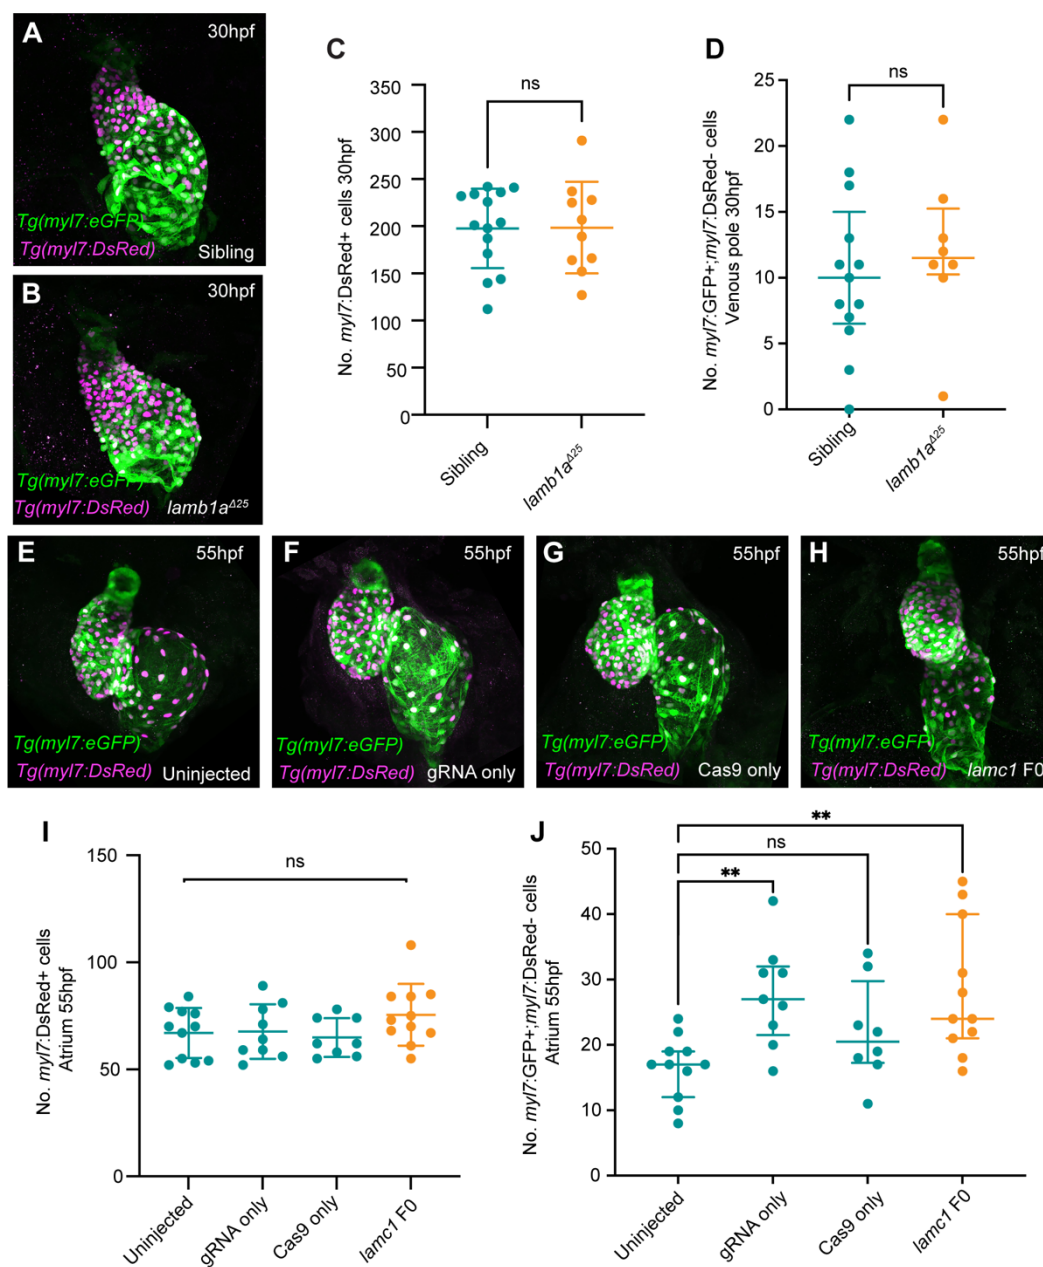 A
30hpf
Tg(myl7:eGFP)
Tg(myl7:DsRed)
Sibling
B
30hpf
Tg(myl7:eGFP)
Tg(myl7:DsRed)
lamb1aΔ25
C
ns
350
300
250
200
150
100
50
0
No. myl7:DsRed+ cells 30hpf
Sibling
lamb1aΔ25
D
ns
25
20
15
10
5
0
No. myl7:GFP+;myl7:DsRed- cells
Venous pole 30hpf
Sibling
lamb1aΔ25
E
55hpf
Tg(myl7:eGFP)
Tg(myl7:DsRed)
Uninjected
F
55hpf
Tg(myl7:eGFP)
Tg(myl7:DsRed)
gRNA only
G
55hpf
Tg(myl7:eGFP)
Tg(myl7:DsRed)
Cas9 only
H
55hpf
Tg(myl7:eGFP)
Tg(myl7:DsRed)
lamc1 F0
I
ns
150
100
50
0
No. myl7:DsRed+ cells
Atrium 55hpf
Uninjected
gRNA only
Cas9 only
lamc1 F0
J
**
ns
**
50
40
30
20
10
0
No. myl7:GFP+;myl7:DsRed- cells
Atrium 55hpf
Uninjected
gRNA only
Cas9 only
lamc1 F0